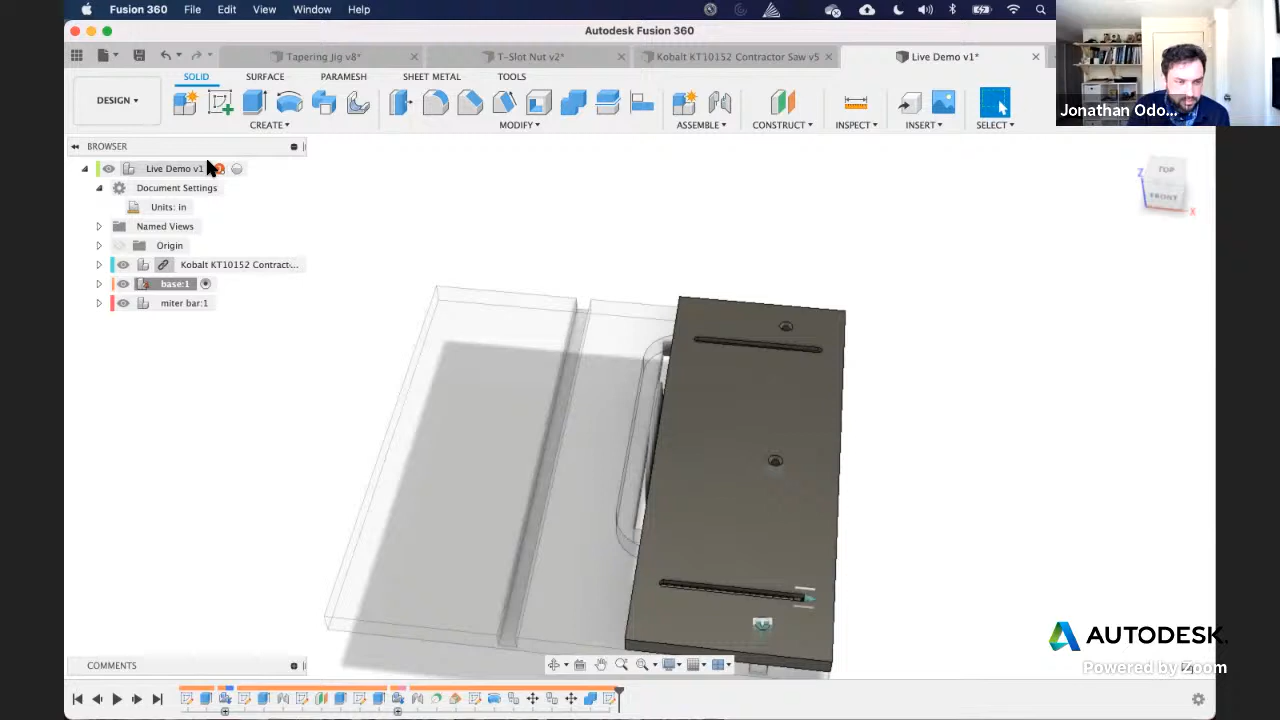 Fusion 360 File Edit View Window Help
Autodesk Fusion 360
Tapering Jig v8*
T-Slot Nut v2*
Kobalt KT10152 Contractor Saw v5
Live Demo v1*
Jonathan Odo...
DESIGN
SOLID SURFACE PARAMESH SHEET METAL TOOLS
CREATE MODIFY ASSEMBLE CONSTRUCT INSPECT INSERT SELECT
BROWSER
Live Demo v1
Document Settings
Units: in
Named Views
Origin
Kobalt KT10152 Contract...
base:1
miter bar:1
TOP
FRONT
Z
X
AUTODESK.
Powered by Zoom
COMMENTS